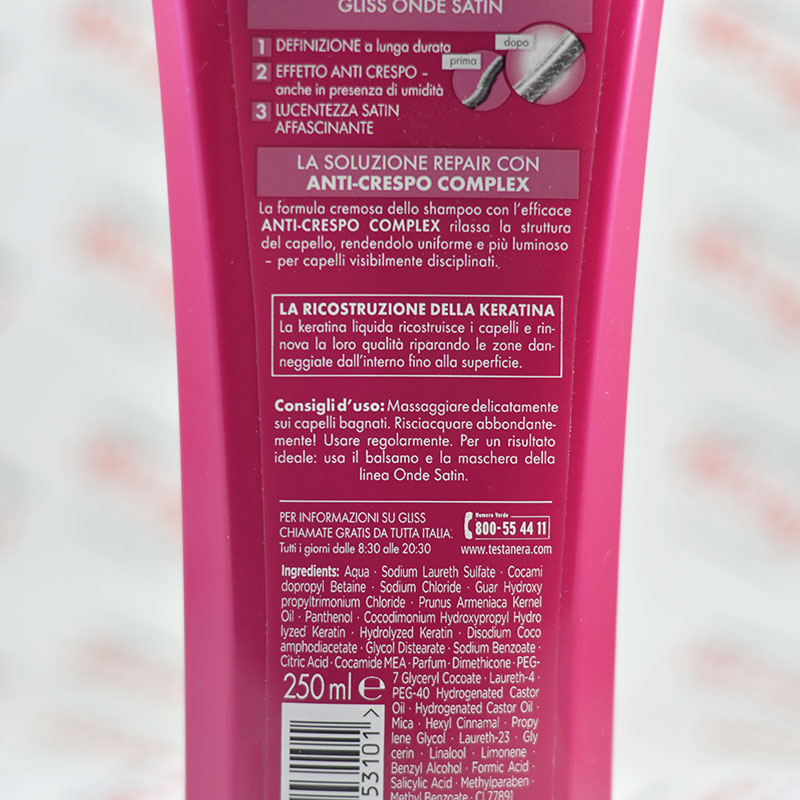 GLISS ONDE SATIN
1 DEFINIZIONE a lunga durata
2 EFFETTO ANTI CRESPO –
anche in presenza di umidità
3 LUCENTEZZA SATIN
AFFASCINANTE
prima
dopo
LA SOLUZIONE REPAIR CON
ANTI-CRESPO COMPLEX
La formula cremosa dello shampoo con l'efficace
ANTI-CRESPO COMPLEX rilassa la struttura
del capello, rendendolo uniforme e più luminoso
– per capelli visibilmente disciplinati.
LA RICOSTRUZIONE DELLA KERATINA
La keratina liquida ricostruisce i capelli e rin-
nova la loro qualità riparando le zone dan-
neggiate dall'interno fino alla superficie.
Consigli d'uso: Massaggiare delicatamente
sui capelli bagnati. Risciacquare abbondante-
mente! Usare regolarmente. Per un risultato
ideale: usa il balsamo e la maschera della
linea Onde Satin.
PER INFORMAZIONI SU GLISS
CHIAMATE GRATIS DA TUTTA ITALIA:
Tutti i giorni dalle 8:30 alle 20:30
Numero Verde
800-55 44 11
www.testanera.com
Ingredients: Aqua · Sodium Laureth Sulfate · Cocami
dopropyl Betaine · Sodium Chloride · Guar Hydroxy
propyltrimonium Chloride · Prunus Armeniaca Kernel
Oil · Panthenol · Cocodimonium Hydroxypropyl Hydro
lyzed Keratin · Hydrolyzed Keratin · Disodium Coco
amphodiacetate · Glycol Distearate · Sodium Benzoate ·
Citric Acid · Cocamide MEA · Parfum · Dimethicone · PEG-
7 Glyceryl Cocoate · Laureth-4 ·
PEG-40 Hydrogenated Castor
Oil · Hydrogenated Castor Oil ·
Mica · Hexyl Cinnamal · Propy
lene Glycol · Laureth-23 · Gly
cerin · Linalool · Limonene ·
Benzyl Alcohol · Formic Acid ·
Salicylic Acid · Methylparaben ·
Methyl Benzoate · CI 77891
250 ml e
53101>